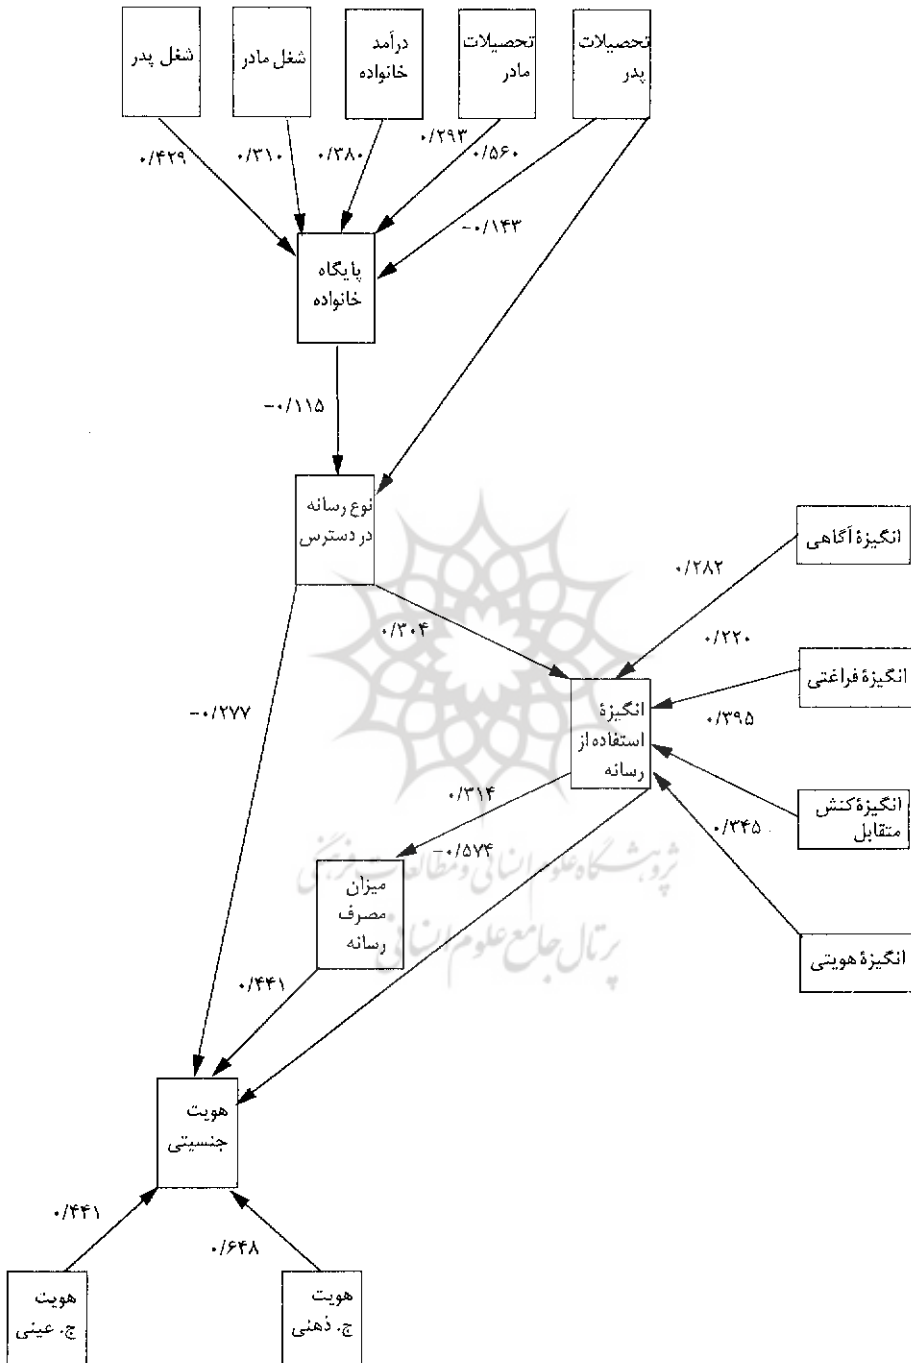 تحصیلات
پدر
تحصیلات
مادر
درآمد
خانواده
شغل مادر
شغل پدر
۰/۲۹۳
۰/۵۶۰
۰/۳۸۰
۰/۳۱۰
۰/۴۲۹
-۰/۱۴۳
پایگاه
خانواده
-۰/۱۱۵
نوع رسانه
در دسترس
انگیزهٔ آگاهی
۰/۲۸۲
۰/۳۰۴
۰/۲۲۰
انگیزهٔ فراغتی
-۰/۲۷۷
انگیزهٔ
استفاده از
رسانه
۰/۳۹۵
انگیزهٔ کنش
متقابل
۰/۳۱۴
۰/۳۴۵
-۰/۵۷۴
پژوهشگاه علوم انسانی و مطالعات فرهنگی
میزان
مصرف
رسانه
پرتال جامع علوم انسانی
انگیزهٔ هویتی
۰/۴۴۱
هویت
جنسیتی
۰/۴۴۱
۰/۶۴۸
هویت
ج. ذهنی
هویت
ج. عینی